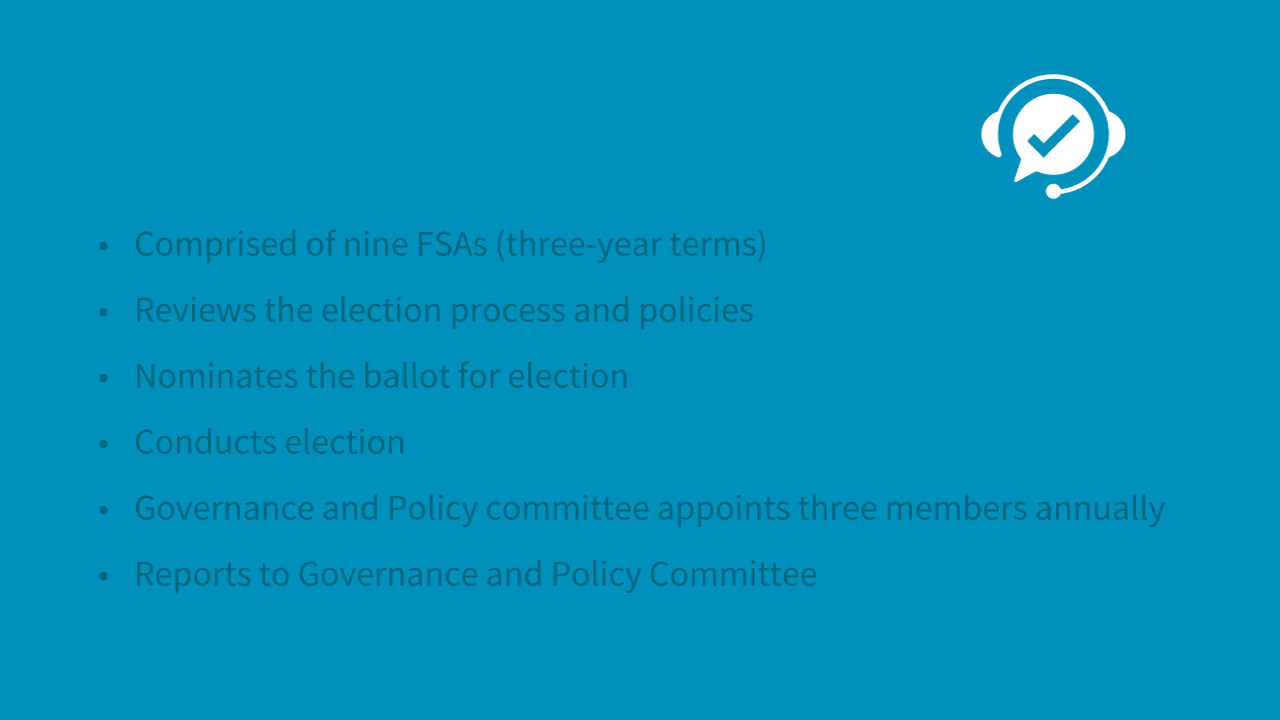 • Comprised of nine FSAs (three-year terms)
• Reviews the election process and policies
• Nominates the ballot for election
• Conducts election
• Governance and Policy committee appoints three members annually
• Reports to Governance and Policy Committee